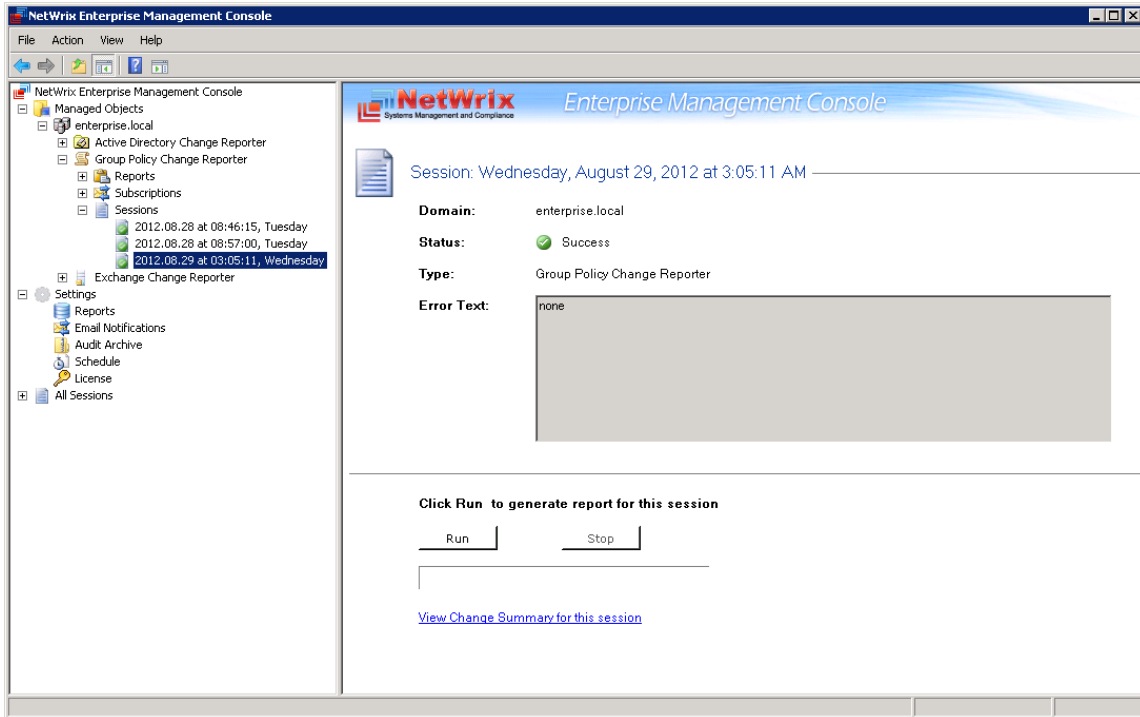 NetWrix Enterprise Management Console
File Action View Help
NetWrix Enterprise Management Console
Managed Objects
enterprise.local
Active Directory Change Reporter
Group Policy Change Reporter
Reports
Subscriptions
Sessions
2012.08.28 at 08:46:15, Tuesday
2012.08.28 at 08:57:00, Tuesday
2012.08.29 at 03:05:11, Wednesday
Exchange Change Reporter
Settings
Reports
Email Notifications
Audit Archive
Schedule
License
All Sessions
NetWrix
Systems Management and Compliance
Enterprise Management Console
Session: Wednesday, August 29, 2012 at 3:05:11 AM
Domain: enterprise.local
Status: Success
Type: Group Policy Change Reporter
Error Text: none
Click Run to generate report for this session
Run Stop
View Change Summary for this session